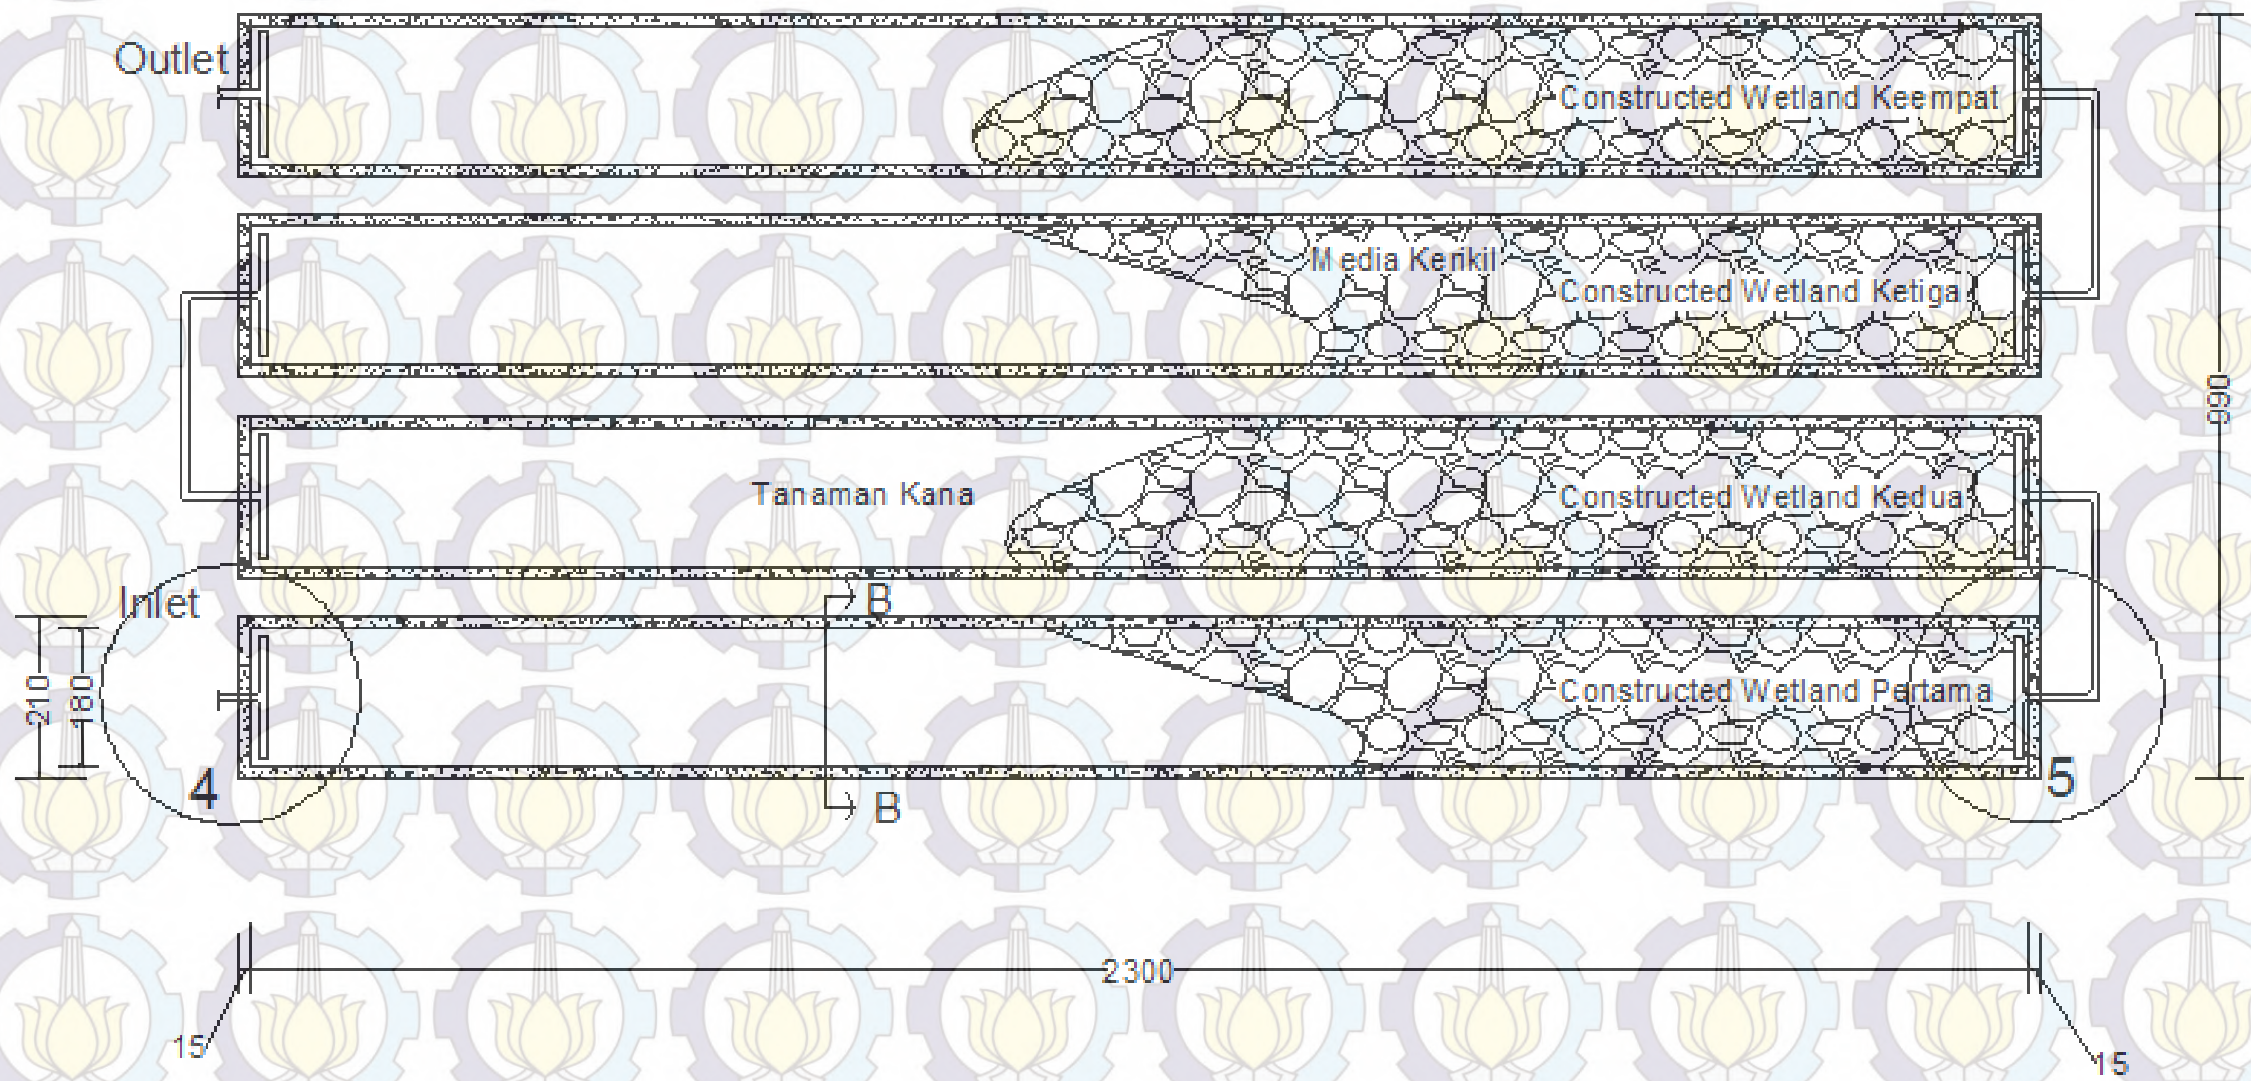 Outlet
Constructed Wetland Keempat
Media Kerikil
Constructed Wetland Ketiga
990
Tanaman Kana
Constructed Wetland Kedua
Inlet
B
210
180
Constructed Wetland Pertama
4
5
B
2300
15
15